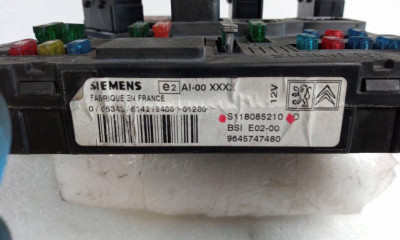 SIEMENS e2 AI-00 XXXX
FABRIQUE EN FRANCE 12V
S118085210 D
BSI E02-00
9645747480